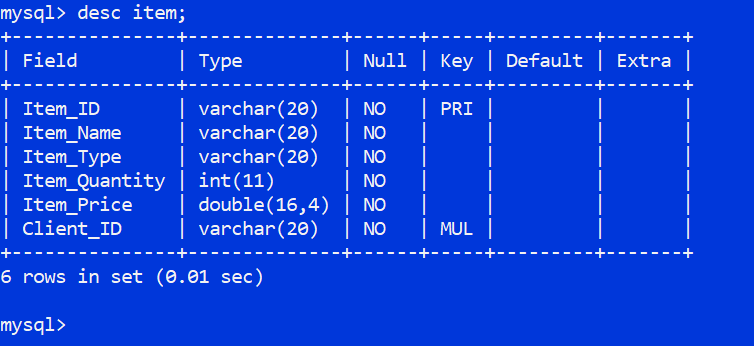 mysql> desc item;
+---------------+--------------+------+-----+---------+-------+
| Field         | Type         | Null | Key | Default | Extra |
+---------------+--------------+------+-----+---------+-------+
| Item_ID       | varchar(20)  | NO   | PRI |         |       |
| Item_Name     | varchar(20)  | NO   |     |         |       |
| Item_Type     | varchar(20)  | NO   |     |         |       |
| Item_Quantity | int(11)      | NO   |     |         |       |
| Item_Price    | double(16,4) | NO   |     |         |       |
| Client_ID     | varchar(20)  | NO   | MUL |         |       |
+---------------+--------------+------+-----+---------+-------+
6 rows in set (0.01 sec)
mysql>